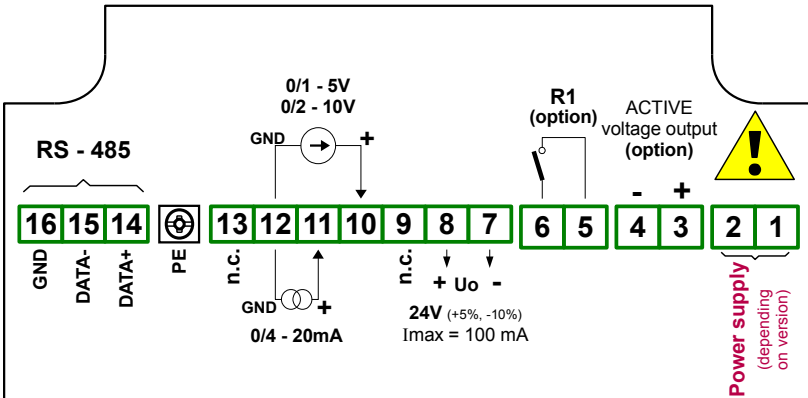 0/1 - 5V
0/2 - 10V
GND
+
RS - 485
R1
(option)
ACTIVE
voltage output
(option)
!
- +
16 15 14 13 12 11 10 9 8 7 6 5 4 3 2 1
GND
DATA-
DATA+
PE
n.c.
GND
+
0/4 - 20mA
n.c.
+ Uo -
24V (+5%, -10%)
Imax = 100 mA
Power supply
(depending
on version)